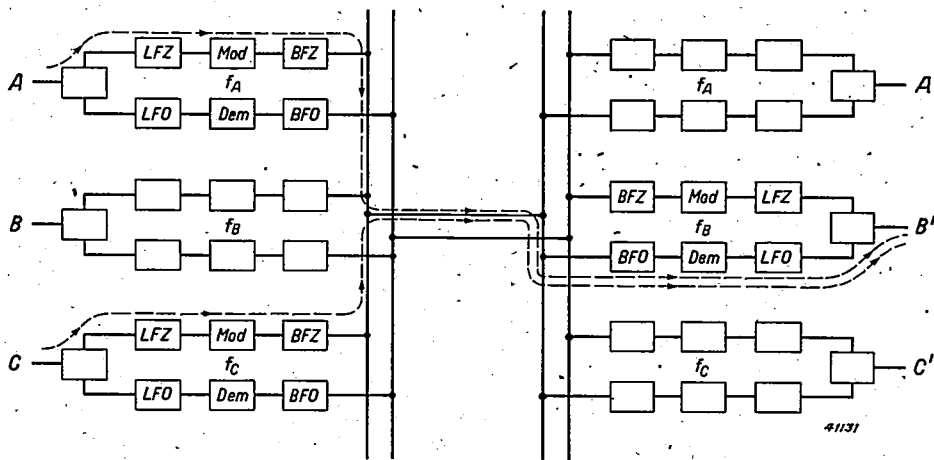 LFZ Mod BFZ
A f_A f_A A
LFO Dem BFO
BFZ Mod LFZ
B f_B f_B B'
BFO Dem LFO
LFZ Mod BFZ
C f_C f_C C'
LFO Dem BFO
41131